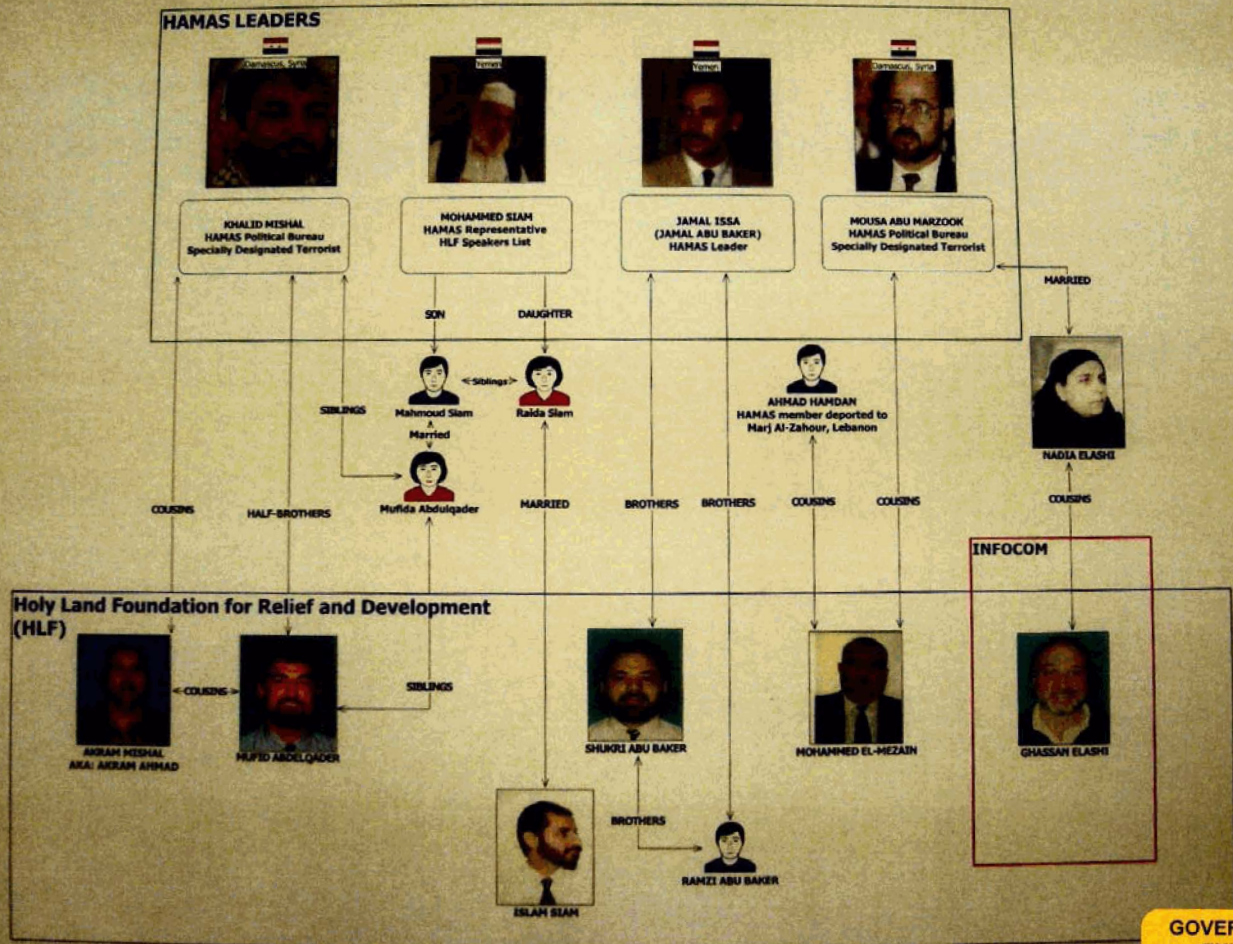 HAMAS LEADERS
Damascus, Syria
Yemen
Yemen
Damascus, Syria
KHALID MISHAL
HAMAS Political Bureau
Specially Designated Terrorist
MOHAMMED SIAM
HAMAS Representative
HLF Speakers List
JAMAL ISSA
(JAMAL ABU BAKER)
HAMAS Leader
MOUSA ABU MARZOOK
HAMAS Political Bureau
Specially Designated Terrorist
MARRIED
SON
DAUGHTER
SIBLINGS
Mahmoud Siam
Siblings
Raida Siam
Married
Mufida Abdulqader
AHMAD HAMDAN
HAMAS member deported to
Marj Al-Zahour, Lebanon
NADIA ELASHI
COUSINS
HALF-BROTHERS
MARRIED
BROTHERS
BROTHERS
COUSINS
COUSINS
COUSINS
INFOCOM
Holy Land Foundation for Relief and Development
(HLF)
COUSINS
SIBLINGS
AKRAM MISHAL
AKA: AKRAM AHMAD
MUFID ABDELQADER
SHUKRI ABU BAKER
MOHAMMED EL-MEZAIN
GHASSAN ELASHI
BROTHERS
RAMZI ABU BAKER
ISLAM SIAM
GOVER